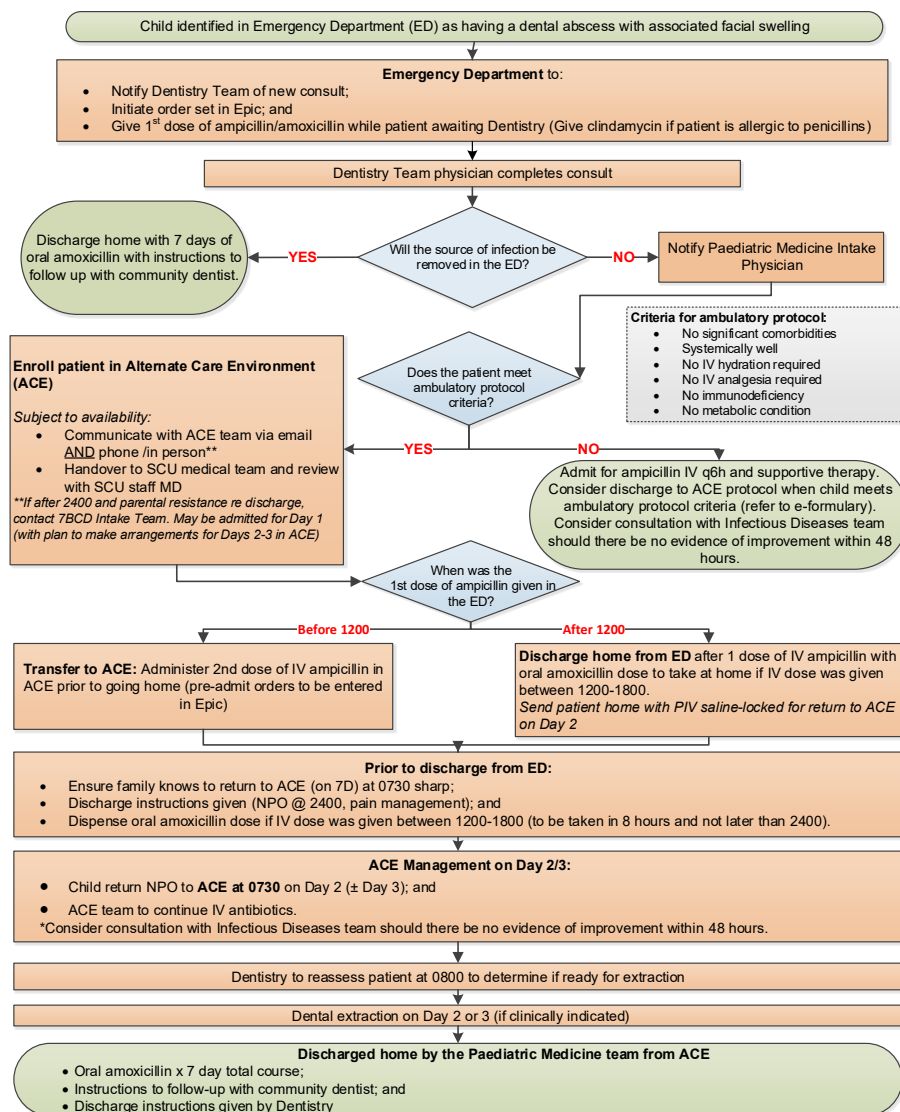 Child identified in Emergency Department (ED) as having a dental abscess with associated facial swelling
Emergency Department to:
• Notify Dentistry Team of new consult;
• Initiate order set in Epic; and
• Give 1st dose of ampicillin/amoxicillin while patient awaiting Dentistry (Give clindamycin if patient is allergic to penicillins)
Dentistry Team physician completes consult
Will the source of infection be
removed in the ED?
YES
Discharge home with 7 days of
oral amoxicillin with instructions to
follow up with community dentist.
NO
Notify Paediatric Medicine Intake
Physician
Criteria for ambulatory protocol:
• No significant comorbidities
• Systemically well
• No IV hydration required
• No IV analgesia required
• No immunodeficiency
• No metabolic condition
Does the patient meet
ambulatory protocol
criteria?
YES
Enroll patient in Alternate Care Environment
(ACE)
Subject to availability:
• Communicate with ACE team via email
AND phone /in person**
• Handover to SCU medical team and review
with SCU staff MD
**If after 2400 and parental resistance re discharge,
contact 7BCD Intake Team. May be admitted for Day 1
(with plan to make arrangements for Days 2-3 in ACE)
NO
Admit for ampicillin IV q6h and supportive therapy.
Consider discharge to ACE protocol when child meets
ambulatory protocol criteria (refer to e-formulary).
Consider consultation with Infectious Diseases team
should there be no evidence of improvement within 48
hours.
When was the
1st dose of ampicillin given in
the ED?
Before 1200
Transfer to ACE: Administer 2nd dose of IV ampicillin in
ACE prior to going home (pre-admit orders to be entered
in Epic)
After 1200
Discharge home from ED after 1 dose of IV ampicillin with
oral amoxicillin dose to take at home if IV dose was given
between 1200-1800.
Send patient home with PIV saline-locked for return to ACE
on Day 2
Prior to discharge from ED:
• Ensure family knows to return to ACE (on 7D) at 0730 sharp;
• Discharge instructions given (NPO @ 2400, pain management); and
• Dispense oral amoxicillin dose if IV dose was given between 1200-1800 (to be taken in 8 hours and not later than 2400).
ACE Management on Day 2/3:
• Child return NPO to ACE at 0730 on Day 2 (± Day 3); and
• ACE team to continue IV antibiotics.
*Consider consultation with Infectious Diseases team should there be no evidence of improvement within 48 hours.
Dentistry to reassess patient at 0800 to determine if ready for extraction
Dental extraction on Day 2 or 3 (if clinically indicated)
Discharged home by the Paediatric Medicine team from ACE
• Oral amoxicillin x 7 day total course;
• Instructions to follow-up with community dentist; and
• Discharge instructions given by Dentistry